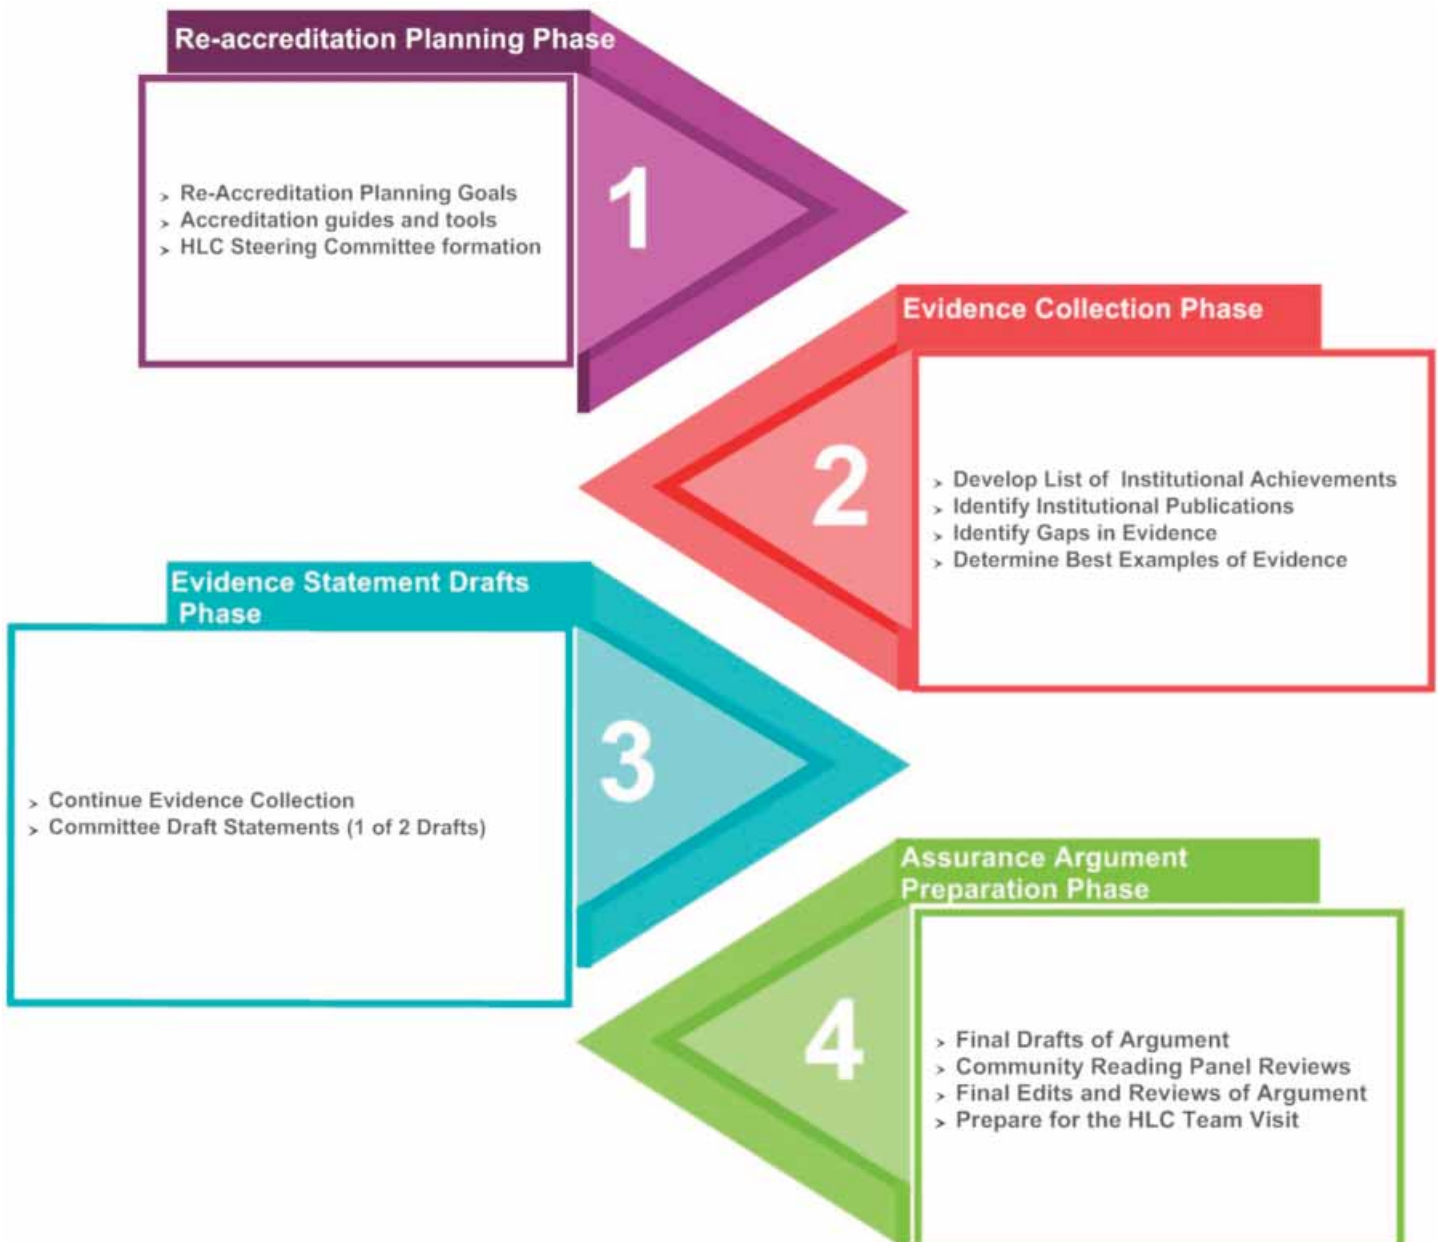 Re-accreditation Planning Phase
1
> Re-Accreditation Planning Goals
> Accreditation guides and tools
> HLC Steering Committee formation
Evidence Collection Phase
2
> Develop List of Institutional Achievements
> Identify Institutional Publications
> Identify Gaps in Evidence
> Determine Best Examples of Evidence
Evidence Statement Drafts
Phase
3
> Continue Evidence Collection
> Committee Draft Statements (1 of 2 Drafts)
Assurance Argument
Preparation Phase
4
> Final Drafts of Argument
> Community Reading Panel Reviews
> Final Edits and Reviews of Argument
> Prepare for the HLC Team Visit